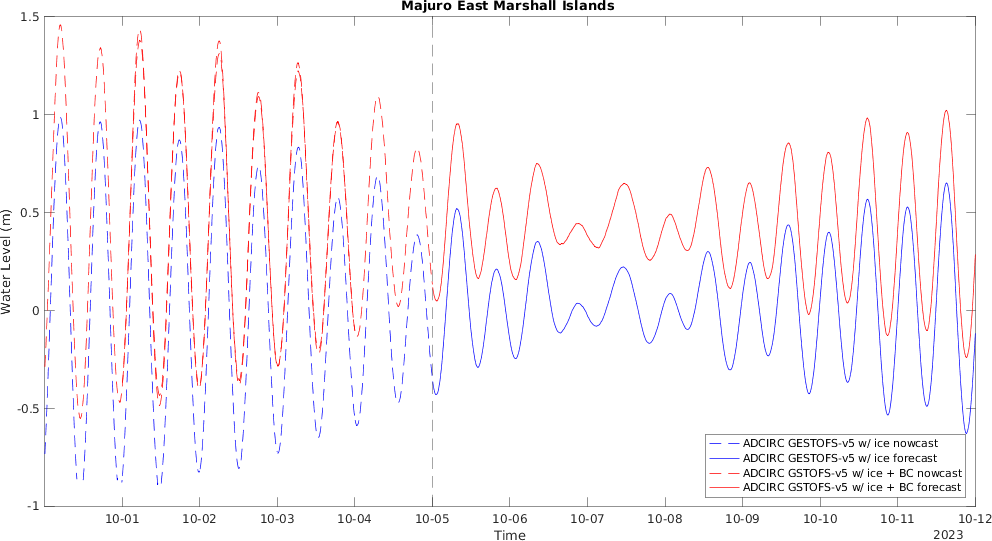 Majuro East Marshall Islands
1.5
1
0.5
0
-0.5
-1
Water Level (m)
10-01 10-02 10-03 10-04 10-05 10-06 10-07 10-08 10-09 10-10 10-11 10-12
Time
2023
ADCIRC GESTOFS-v5 w/ ice nowcast
ADCIRC GESTOFS-v5 w/ ice forecast
ADCIRC GSTOFS-v5 w/ ice + BC nowcast
ADCIRC GSTOFS-v5 w/ ice + BC forecast